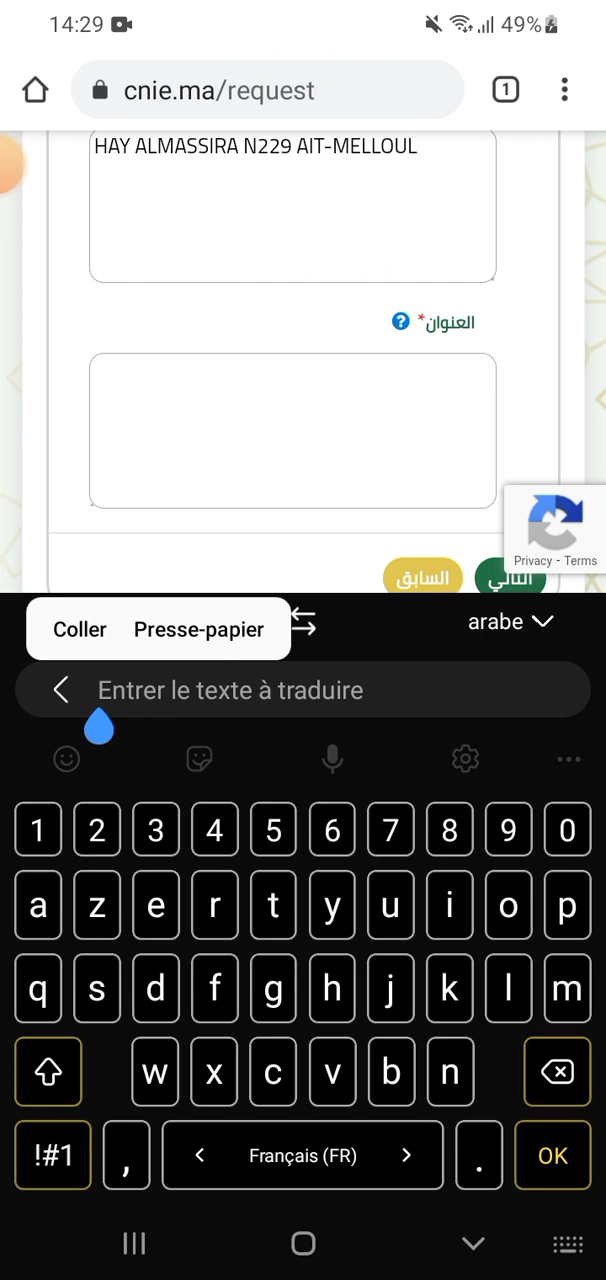 14:29
49%
cnie.ma/request
1
HAY ALMASSIRA N229 AIT-MELLOUL
العنوان* ?
السابق
التالي
Privacy - Terms
Coller Presse-papier
arabe
Entrer le texte à traduire
1 2 3 4 5 6 7 8 9 0
a z e r t y u i o p
q s d f g h j k l m
w x c v b n
!#1 , < Français (FR) > . OK